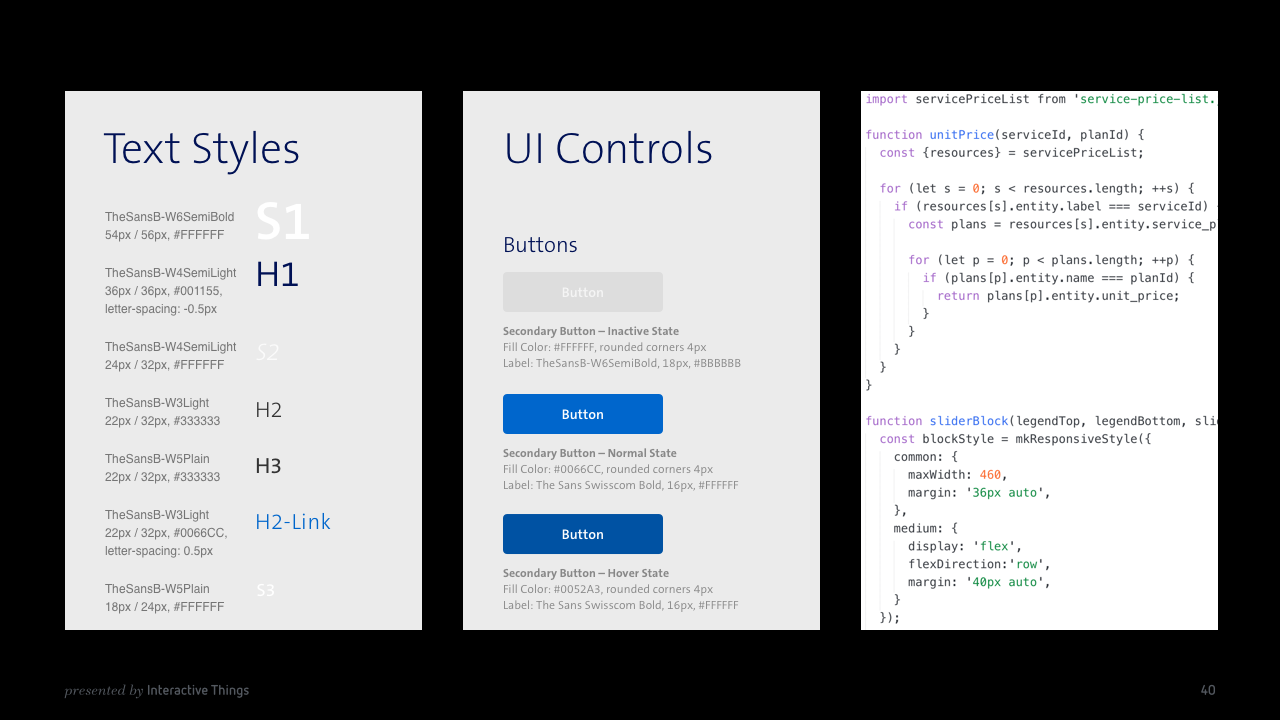 Text Styles
TheSansB-W6SemiBold
54px / 56px, #FFFFFF
S1
TheSansB-W4SemiLight
36px / 36px, #001155,
letter-spacing: -0.5px
H1
TheSansB-W4SemiLight
24px / 32px, #FFFFFF
S2
TheSansB-W3Light
22px / 32px, #333333
H2
TheSansB-W5Plain
22px / 32px, #333333
H3
TheSansB-W3Light
22px / 32px, #0066CC,
letter-spacing: 0.5px
H2-Link
TheSansB-W5Plain
18px / 24px, #FFFFFF
S3
UI Controls
Buttons
Button
Secondary Button – Inactive State
Fill Color: #FFFFFF, rounded corners 4px
Label: TheSansB-W6SemiBold, 18px, #BBBBBB
Button
Secondary Button – Normal State
Fill Color: #0066CC, rounded corners 4px
Label: The Sans Swisscom Bold, 16px, #FFFFFF
Button
Secondary Button – Hover State
Fill Color: #0052A3, rounded corners 4px
Label: The Sans Swisscom Bold, 16px, #FFFFFF
import servicePriceList from 'service-price-list.
function unitPrice(serviceId, planId) {
const {resources} = servicePriceList;
for (let s = 0; s < resources.length; ++s) {
if (resources[s].entity.label === serviceId)
const plans = resources[s].entity.service_p
for (let p = 0; p < plans.length; ++p) {
if (plans[p].entity.name === planId) {
return plans[p].entity.unit_price;
}
}
}
}
}
function sliderBlock(legendTop, legendBottom, sli
const blockStyle = mkResponsiveStyle({
common: {
maxWidth: 460,
margin: '36px auto',
},
medium: {
display: 'flex',
flexDirection:'row',
margin: '40px auto',
}
});
presented by Interactive Things
40